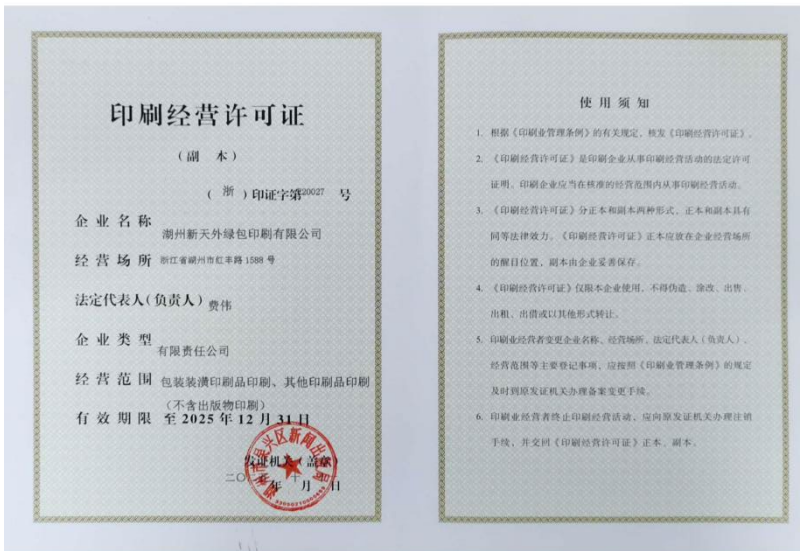 印刷经营许可证
（副 本）
（ 浙 ）印证字第 20027 号
企业名称 湖州新天外绿包印刷有限公司
经营场所 浙江省湖州市红丰路1588号
法定代表人(负责人) 费伟
企业类型 有限责任公司
经营范围 包装装潢印刷品印刷、其他印刷品印刷
（不含出版物印刷）
有效期限 至2025年12月31日
发证机关（盖章）
年 月 日
使用须知
1. 根据《印刷业管理条例》的有关规定，核发《印刷经营许可证》。
2. 《印刷经营许可证》是印刷企业从事印刷经营活动的法定许可
证明。印刷企业应当在核准的经营范围内从事印刷经营活动。
3. 《印刷经营许可证》分正本和副本两种形式，正本和副本具有
同等法律效力。《印刷经营许可证》正本应放在企业经营场所
的醒目位置，副本由企业妥善保存。
4. 《印刷经营许可证》仅限本企业使用，不得伪造、涂改、出售、
出租、出借或以其他形式转让。
5. 印刷业经营者变更企业名称、经营场所、法定代表人（负责人）、
经营范围等主要登记事项，应按照《印刷业管理条例》的规定
及时到原发证机关办理备案变更手续。
6. 印刷业经营者终止印刷经营活动，应向原发证机关办理注销
手续，并交回《印刷经营许可证》正本、副本。